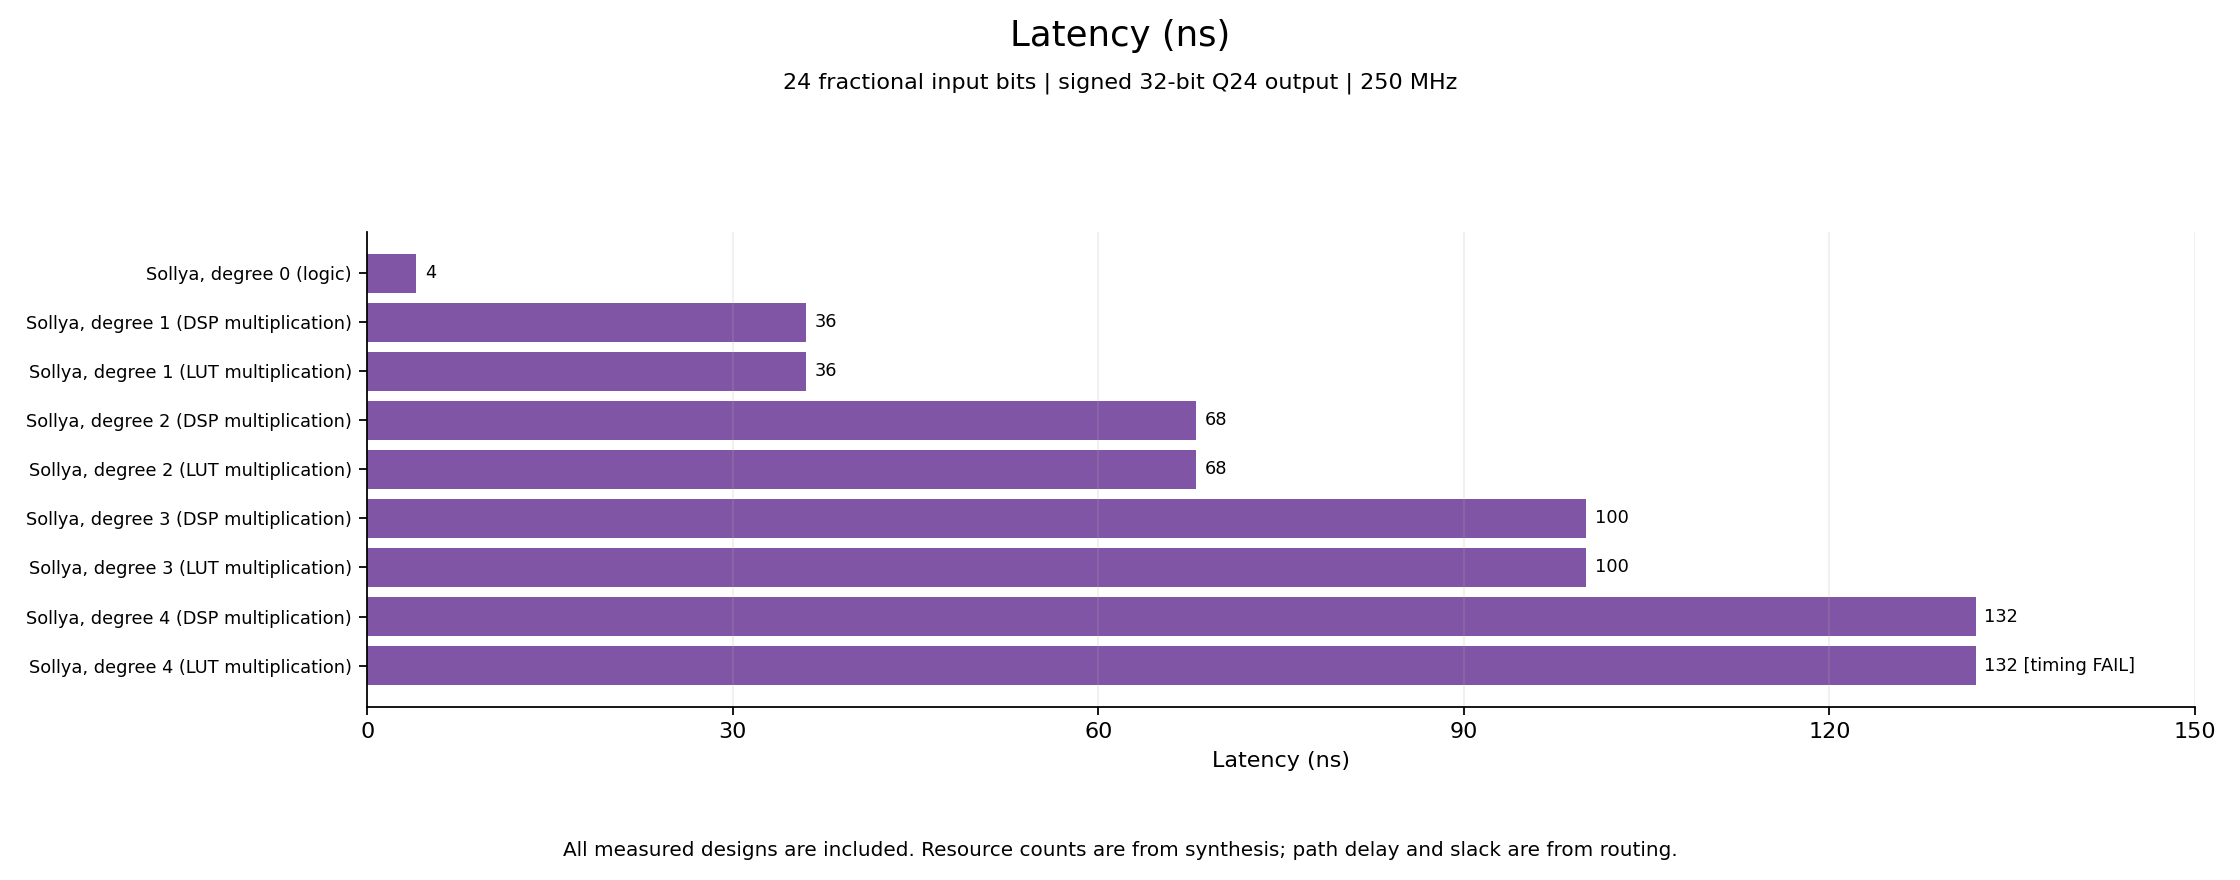 Latency (ns)
24 fractional input bits | signed 32-bit Q24 output | 250 MHz
Sollya, degree 0 (logic) 4
Sollya, degree 1 (DSP multiplication) 36
Sollya, degree 1 (LUT multiplication) 36
Sollya, degree 2 (DSP multiplication) 68
Sollya, degree 2 (LUT multiplication) 68
Sollya, degree 3 (DSP multiplication) 100
Sollya, degree 3 (LUT multiplication) 100
Sollya, degree 4 (DSP multiplication) 132
Sollya, degree 4 (LUT multiplication) 132 [timing FAIL]
0 30 60 90 120 150
Latency (ns)
All measured designs are included. Resource counts are from synthesis; path delay and slack are from routing.